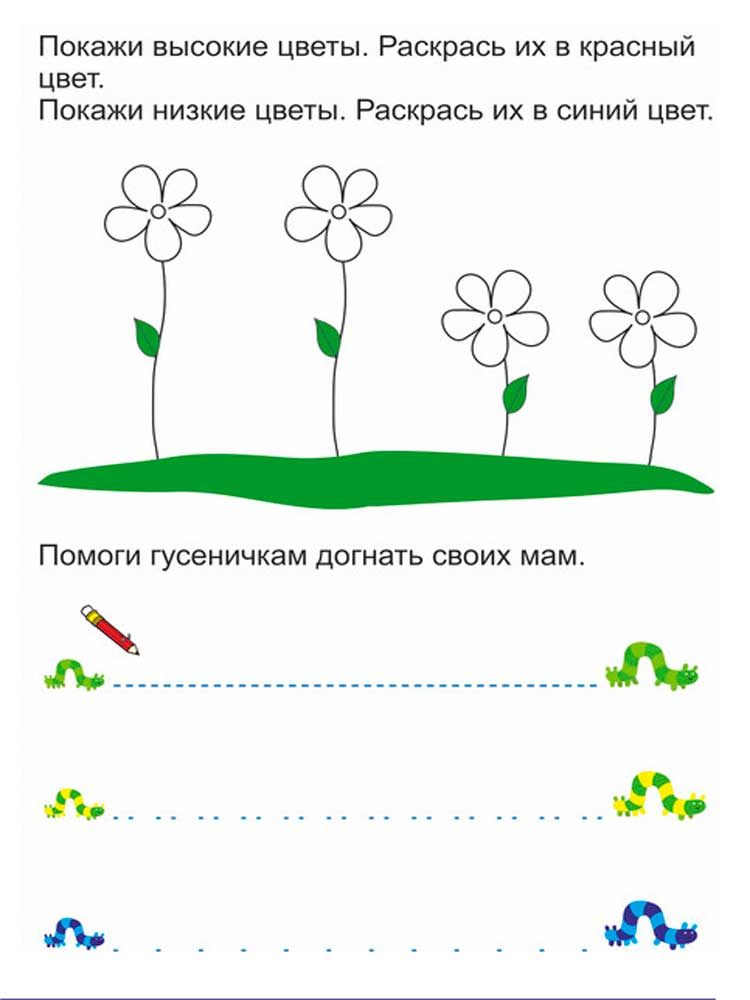 Покажи высокие цветы. Раскрась их в красный
цвет.
Покажи низкие цветы. Раскрась их в синий цвет.
Помоги гусеничкам догнать своих мам.